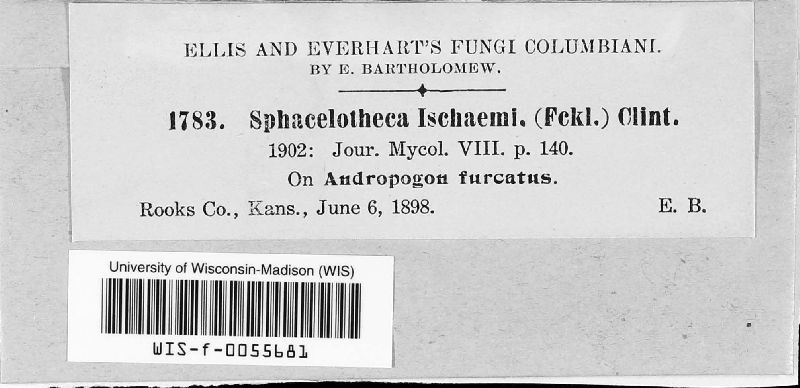 ELLIS AND EVERHART'S FUNGI COLUMBIANI.
BY E. BARTHOLOMEW.
1783. Sphacelotheca Ischaemi. (Fckl.) Clint.
1902: Jour. Mycol. VIII. p. 140.
On Andropogon furcatus.
Rooks Co., Kans., June 6, 1898. E. B.
University of Wisconsin-Madison (WIS)
WIS-f-0055681